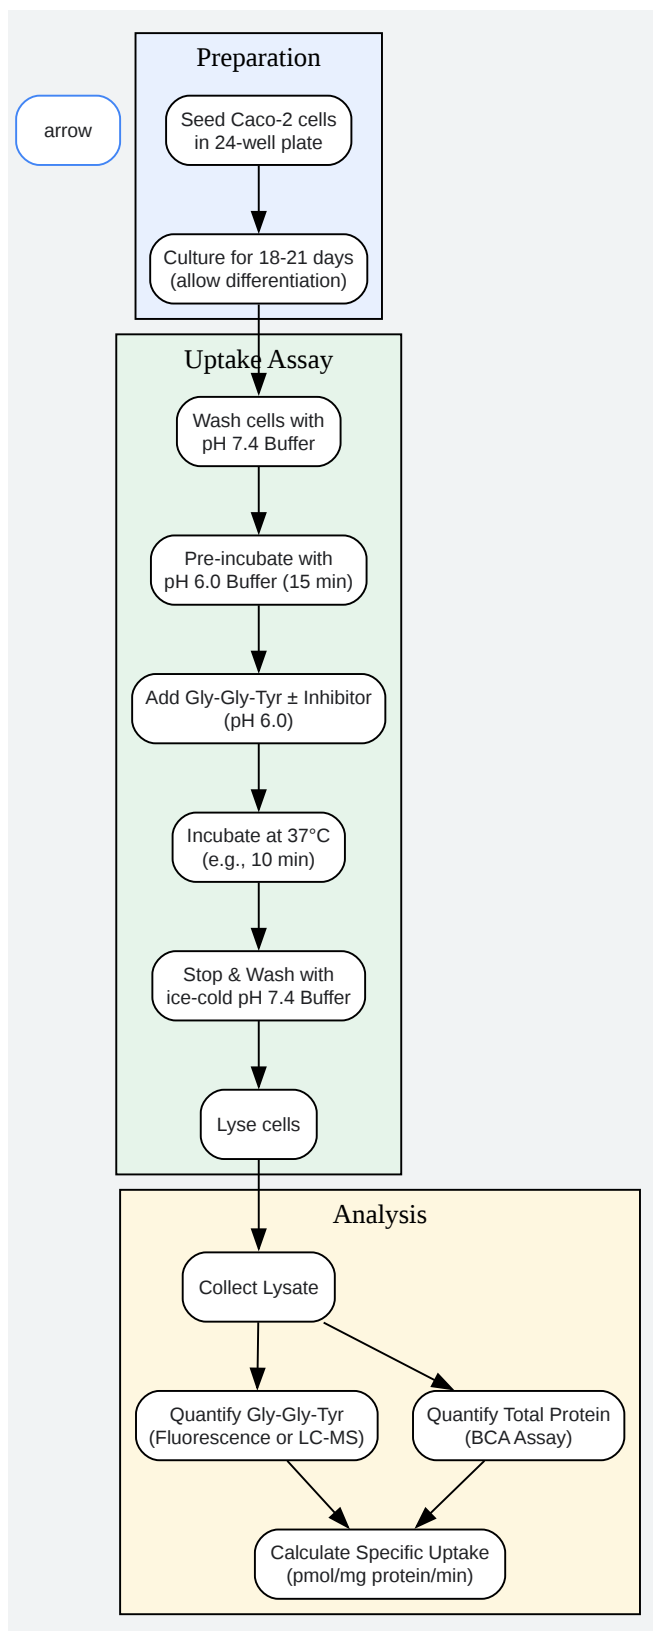 Preparation
arrow
Seed Caco-2 cells
in 24-well plate
Culture for 18-21 days
(allow differentiation)
Uptake Assay
Wash cells with
pH 7.4 Buffer
Pre-incubate with
pH 6.0 Buffer (15 min)
Add Gly-Gly-Tyr ± Inhibitor
(pH 6.0)
Incubate at 37°C
(e.g., 10 min)
Stop & Wash with
ice-cold pH 7.4 Buffer
Lyse cells
Analysis
Collect Lysate
Quantify Gly-Gly-Tyr
(Fluorescence or LC-MS)
Quantify Total Protein
(BCA Assay)
Calculate Specific Uptake
(pmol/mg protein/min)